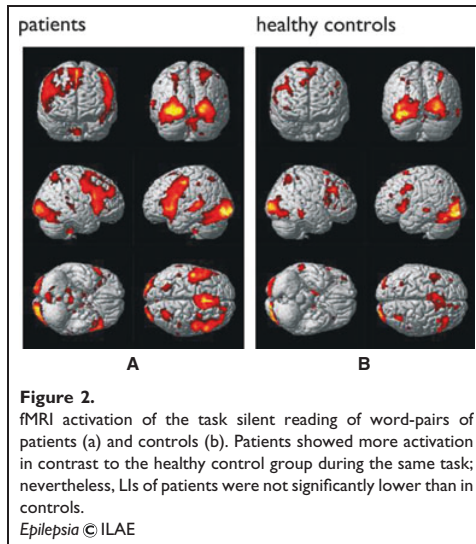 patients
healthy controls
A
B
Figure 2.
fMRI activation of the task silent reading of word-pairs of
patients (a) and controls (b). Patients showed more activation
in contrast to the healthy control group during the same task;
nevertheless, LIs of patients were not significantly lower than in
controls.
Epilepsia © ILAE